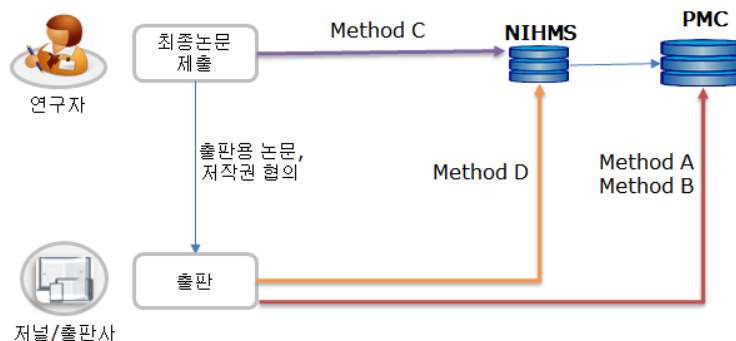 Method C
NIHMS
PMC
최종논문
제출
연구자
출판용 논문,
저작권 협의
Method D
Method A
Method B
출판
저널/출판사